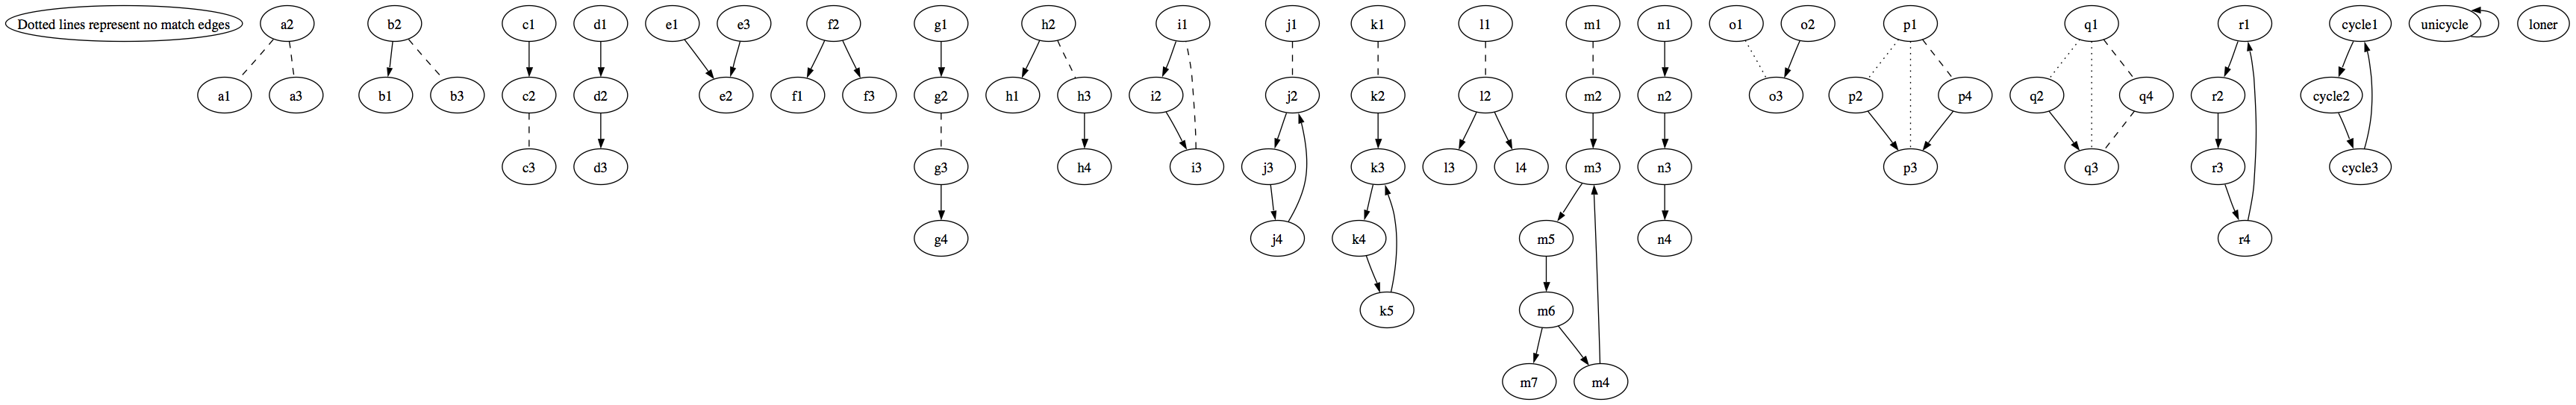 Dotted lines represent no match edges
a2
b2
c1
d1
e1
e3
f2
g1
h2
i1
j1
k1
l1
m1
n1
o1
o2
p1
q1
r1
cycle1
unicycle
loner
a1
a3
b1
b3
c2
d2
e2
f1
f3
g2
h1
h3
i2
j2
k2
l2
m2
n2
o3
p2
p4
q2
q4
r2
cycle2
c3
d3
g3
h4
i3
j3
k3
l3
l4
m3
n3
p3
q3
r3
cycle3
g4
j4
k4
m5
n4
r4
k5
m6
m7
m4